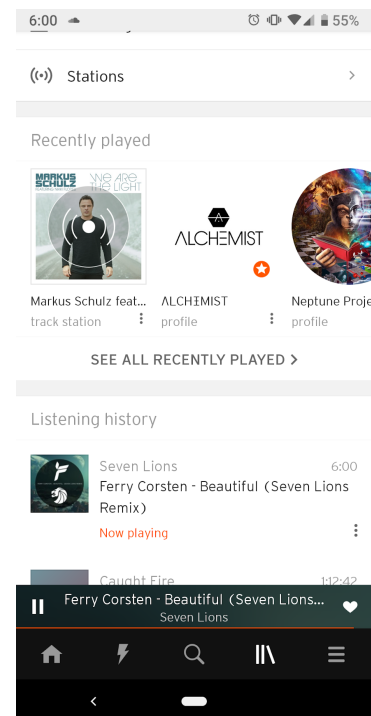 6:00
55%
Stations
Recently played
MARKUS SCHULZ
WE ARE THE LIGHT
ALCHEMIST
Markus Schulz feat...
track station
ΛLCHΞMIST
profile
Neptune Proje
profile
SEE ALL RECENTLY PLAYED
Listening history
Seven Lions
6:00
Ferry Corsten - Beautiful (Seven Lions
Remix)
Now playing
Caught Fire
1:12:42
Ferry Corsten - Beautiful (Seven Lions...
Seven Lions